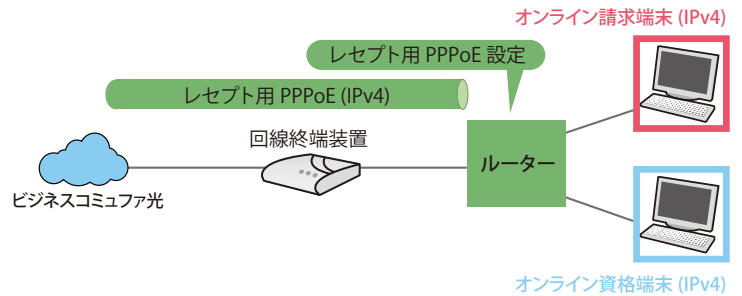 オンライン請求端末 (IPv4)
レセプト用 PPPoE 設定
レセプト用 PPPoE (IPv4)
回線終端装置
ルーター
ビジネスコミュファ光
オンライン資格端末 (IPv4)